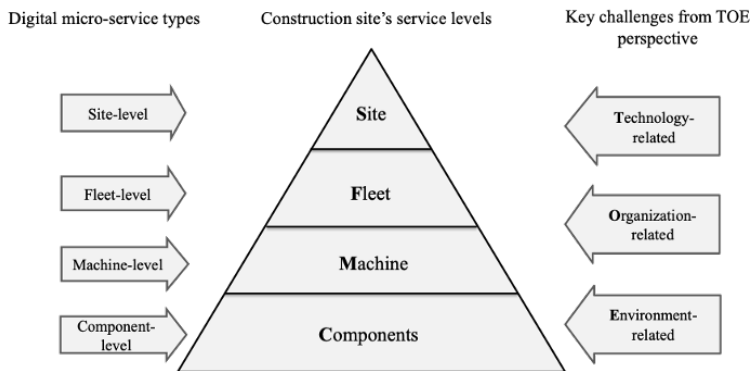 Digital micro-service types
Construction site's service levels
Key challenges from TOE
perspective
Site-level
Site
Technology-
related
Fleet-level
Fleet
Organization-
related
Machine-level
Machine
Component-
level
Components
Environment-
related